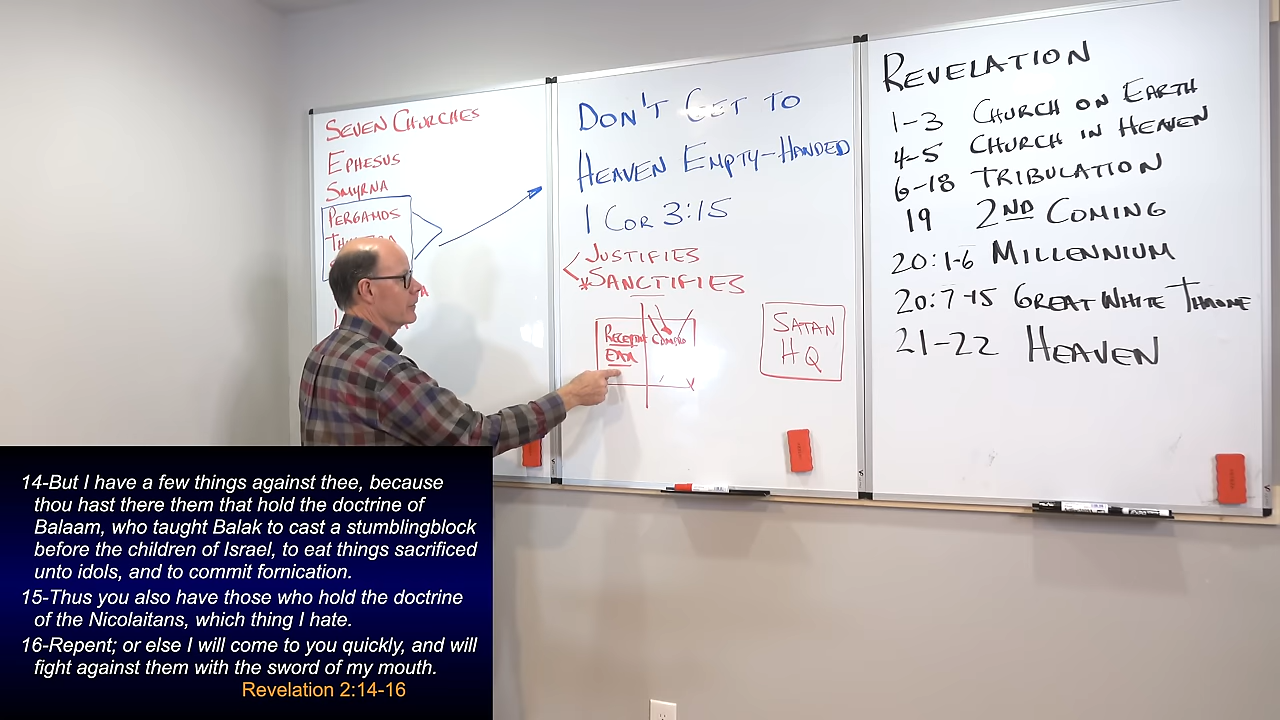 SEVEN CHURCHES
EPHESUS
SMYRNA
PERGAMOS
DON'T GET TO
HEAVEN EMPTY-HANDED
1 COR 3:15
JUSTIFIES
*SANCTIFIES
SATAN
HQ
REVELATION
1-3 CHURCH ON EARTH
4-5 CHURCH IN HEAVEN
6-18 TRIBULATION
19 2ND COMING
20:1-6 MILLENNIUM
20:7-15 GREAT WHITE THRONE
21-22 HEAVEN
14-But I have a few things against thee, because
thou hast there them that hold the doctrine of
Balaam, who taught Balak to cast a stumblingblock
before the children of Israel, to eat things sacrificed
unto idols, and to commit fornication.
15-Thus you also have those who hold the doctrine
of the Nicolaitans, which thing I hate.
16-Repent; or else I will come to you quickly, and will
fight against them with the sword of my mouth.
Revelation 2:14-16